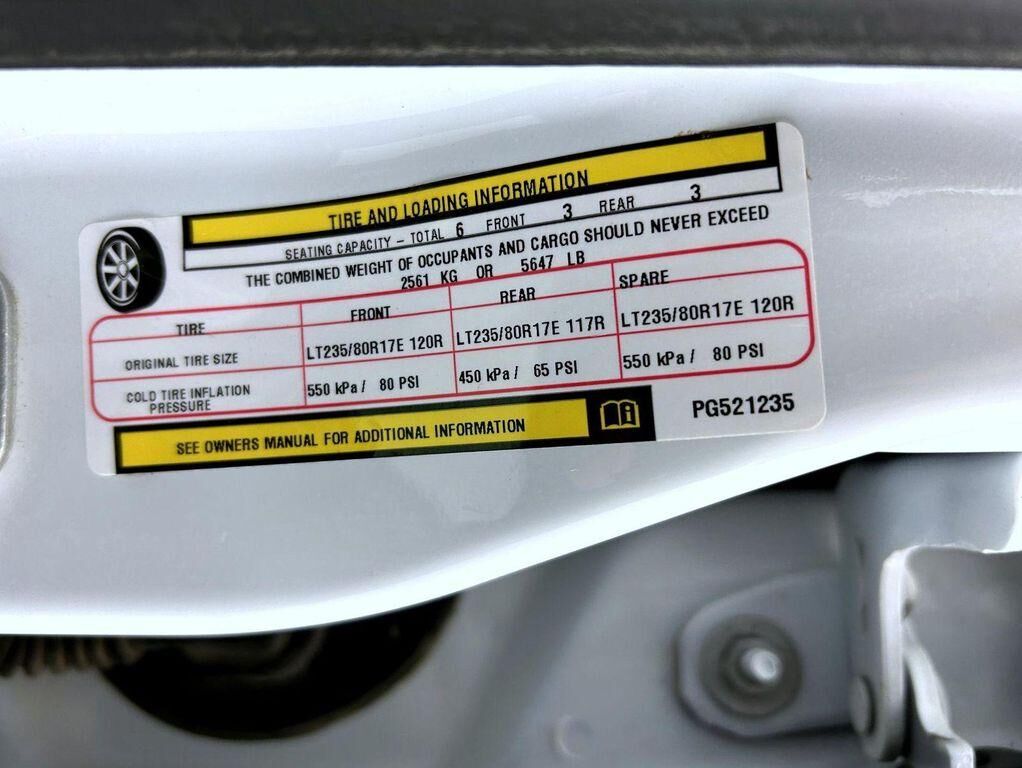 TIRE AND LOADING INFORMATION
SEATING CAPACITY – TOTAL 6 FRONT 3 REAR 3
THE COMBINED WEIGHT OF OCCUPANTS AND CARGO SHOULD NEVER EXCEED
2561 KG OR 5647 LB
TIRE FRONT REAR SPARE
ORIGINAL TIRE SIZE LT235/80R17E 120R LT235/80R17E 117R LT235/80R17E 120R
COLD TIRE INFLATION
PRESSURE 550 kPa / 80 PSI 450 kPa / 65 PSI 550 kPa / 80 PSI
SEE OWNERS MANUAL FOR ADDITIONAL INFORMATION
PG521235